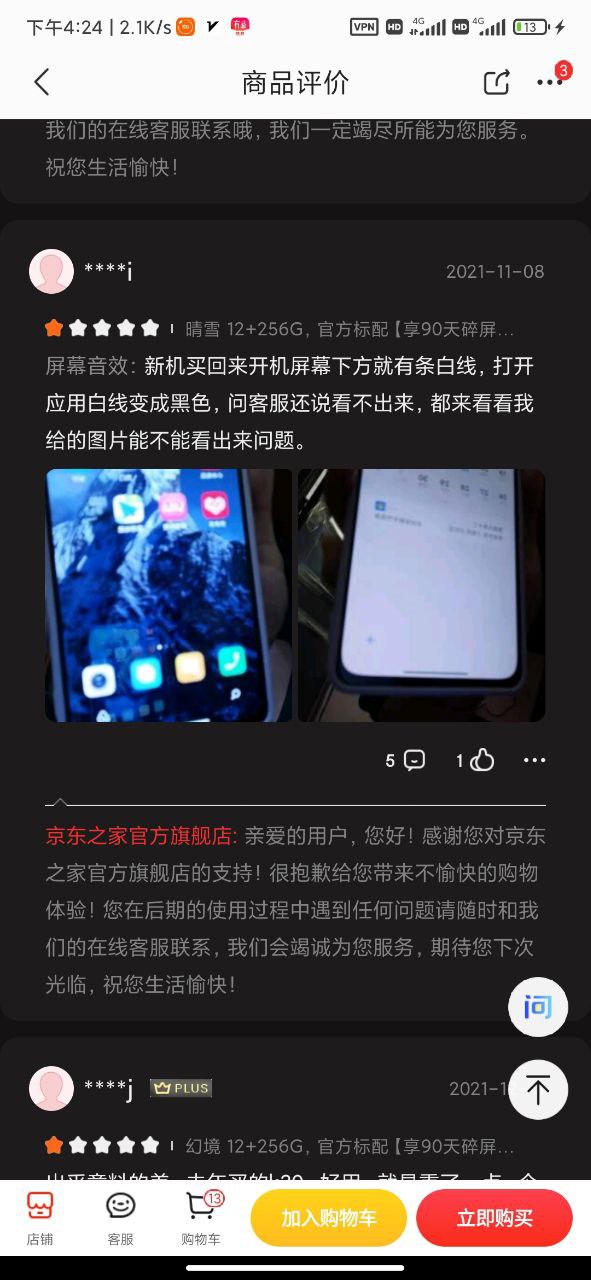 下午4:24 | 2.1K/s
VPN HD 4G HD 4G 13
商品评价
3
我们的在线客服联系哦，我们一定竭尽所能为您服务。
祝您生活愉快！
****i
2021-11-08
晴雪 12+256G，官方标配【享90天碎屏...
屏幕音效：新机买回来开机屏幕下方就有条白线，打开
应用白线变成黑色，问客服还说看不出来，都来看看我
给的图片能不能看出来问题。
5 1
京东之家官方旗舰店：亲爱的用户，您好！感谢您对京东
之家官方旗舰店的支持！很抱歉给您带来不愉快的购物
体验！您在后期的使用过程中遇到任何问题请随时和我
们的在线客服联系，我们会竭诚为您服务，期待您下次
光临，祝您生活愉快！
问
****j PLUS
2021-1
幻境 12+256G，官方标配【享90天碎屏...
店铺
客服
13
购物车
加入购物车
立即购买